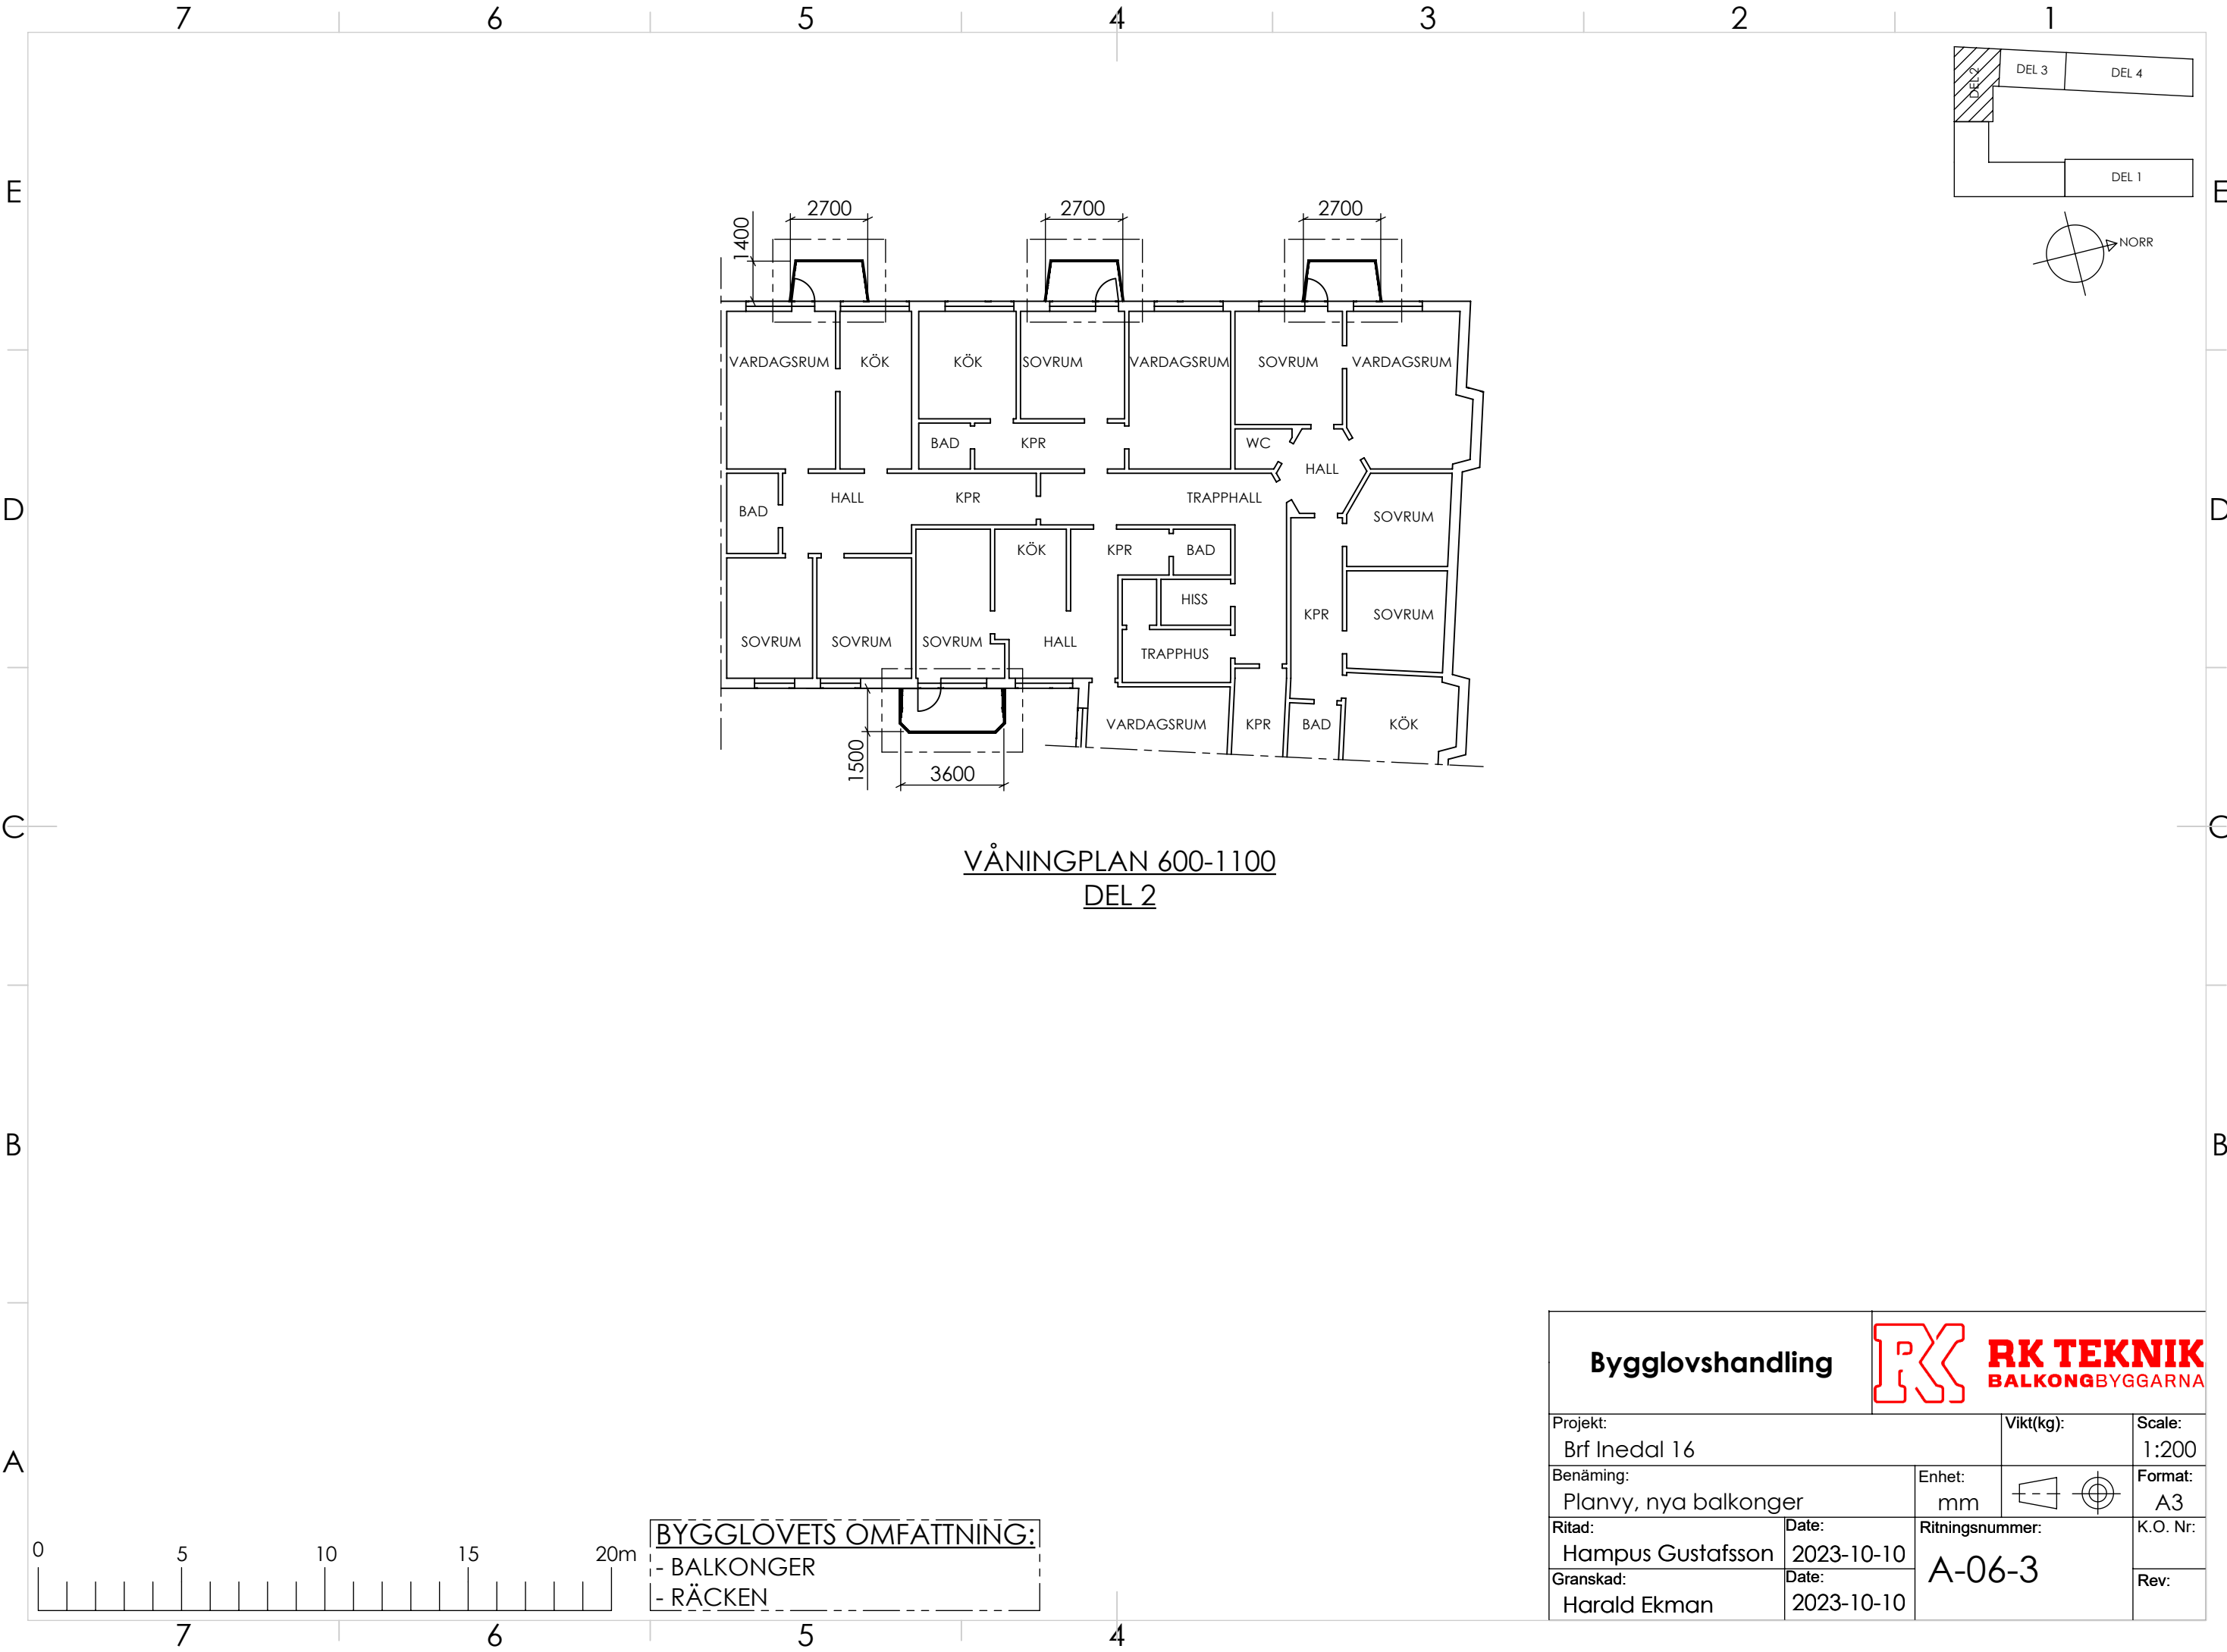 7 6 5 4 3 2 1
DEL 2 DEL 3 DEL 4
DEL 1
NORR
E E
2700 2700 2700
1400
VARDAGSRUM KÖK KÖK SOVRUM VARDAGSRUM SOVRUM VARDAGSRUM
BAD KPR WC
HALL
HALL KPR TRAPPHALL
D BAD SOVRUM D
KÖK KPR BAD
HISS
KPR SOVRUM
SOVRUM SOVRUM SOVRUM HALL
TRAPPHUS
VARDAGSRUM KPR BAD KÖK
1500
3600
C C
VÅNINGPLAN 600-1100
DEL 2
B B
A
Bygglovshandling
RK
RK TEKNIK
BALKONGBYGGARNA
Projekt: Vikt(kg): Scale:
Brf Inedal 16 1:200
Benäming: Enhet: Format:
Planvy, nya balkonger mm A3
Ritad: Date: Ritningsnummer: K.O. Nr:
Hampus Gustafsson 2023-10-10
A-06-3
Granskad: Date: Rev:
Harald Ekman 2023-10-10
0 5 10 15 20m
BYGGLOVETS OMFATTNING:
- BALKONGER
- RÄCKEN
7 6 5 4